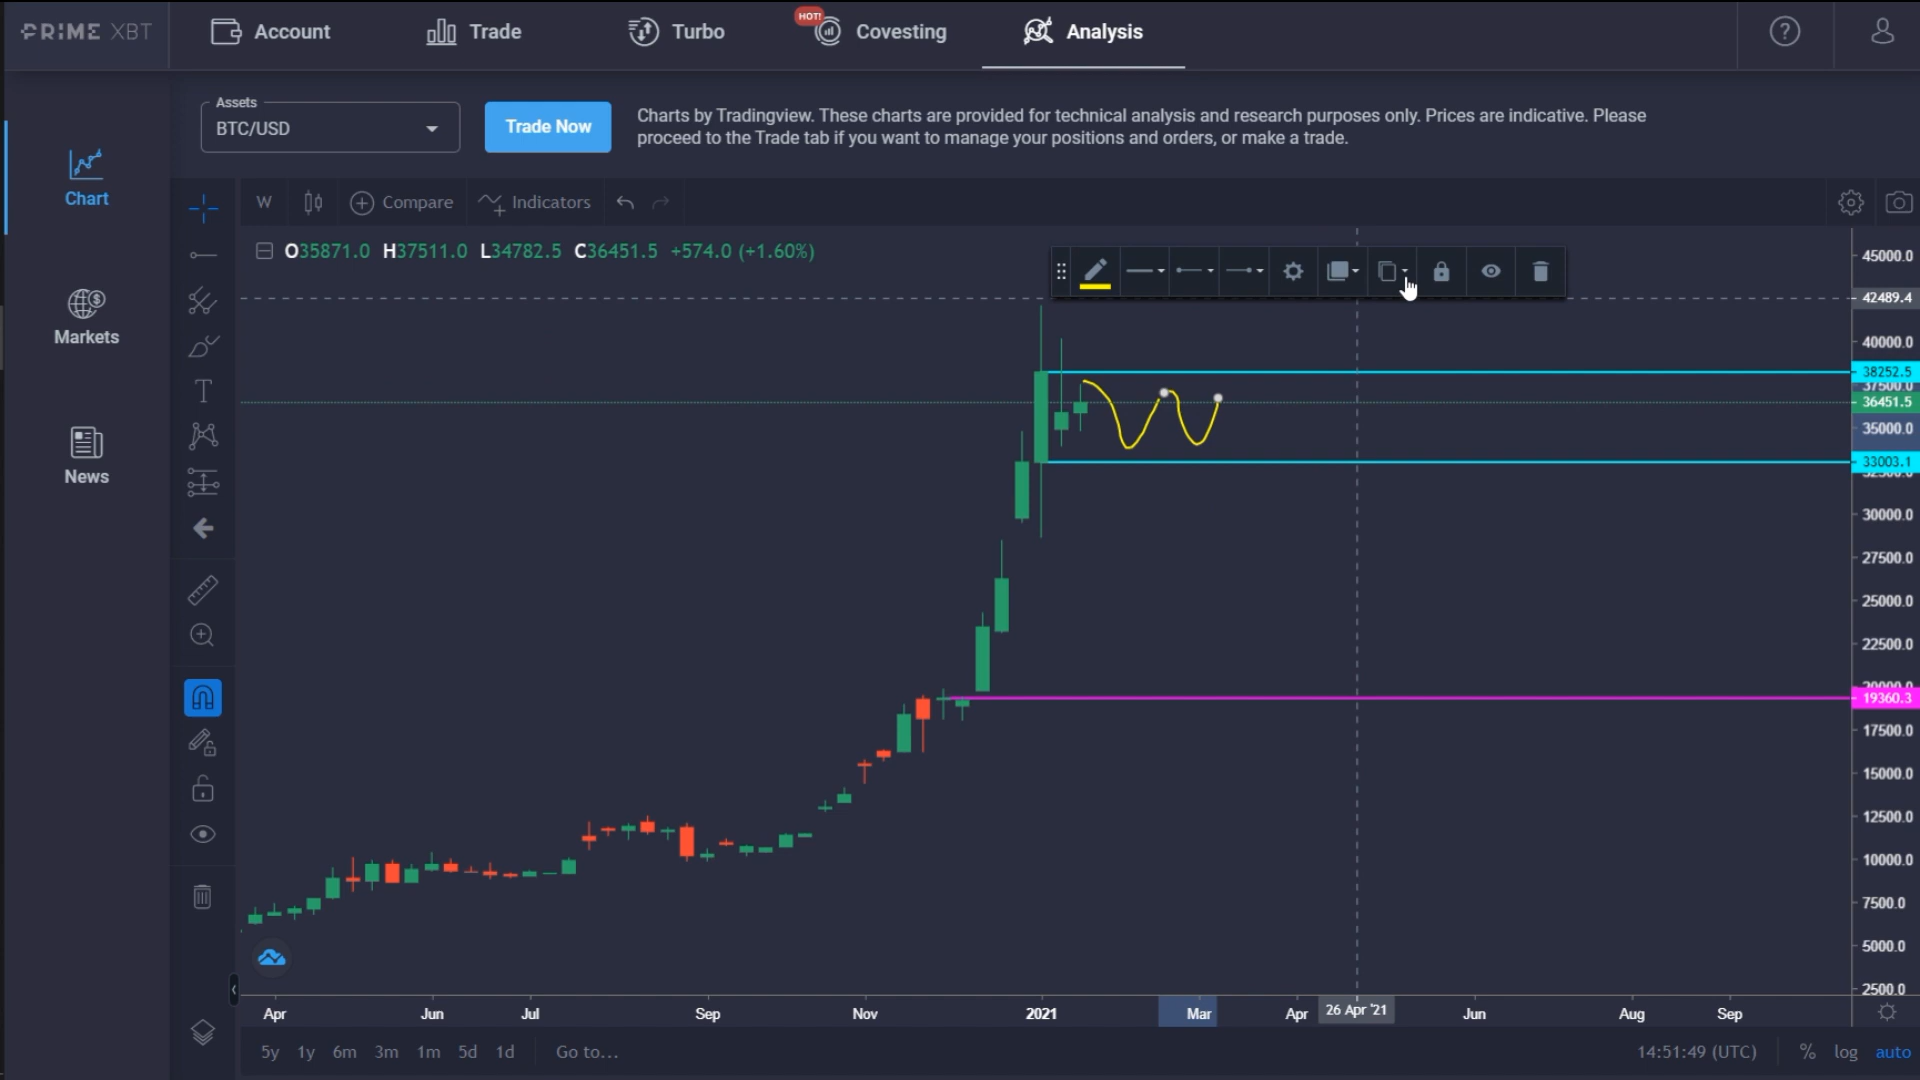 PRIME XBT
Account
Trade
Turbo
HOT!
Covesting
Analysis
Assets
BTC/USD
Trade Now
Charts by Tradingview. These charts are provided for technical analysis and research purposes only. Prices are indicative. Please
proceed to the Trade tab if you want to manage your positions and orders, or make a trade.
Chart
Markets
News
W
Compare
Indicators
O35871.0 H37511.0 L34782.5 C36451.5 +574.0 (+1.60%)
45000.0
42489.4
40000.0
38252.5
37500.0
36451.5
35000.0
33003.1
30000.0
27500.0
25000.0
22500.0
20000.0
19360.3
17500.0
15000.0
12500.0
10000.0
7500.0
5000.0
2500.0
Apr Jun Jul Sep Nov 2021 Mar Apr 26 Apr '21 Jun Aug Sep
5y 1y 6m 3m 1m 5d 1d Go to... 14:51:49 (UTC) % log auto